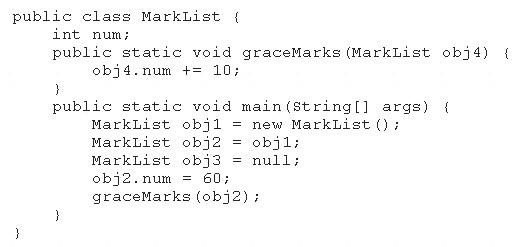 public class MarkList {
    int num;
    public static void graceMarks(MarkList obj4) {
        obj4.num += 10;
    }
    public static void main(String[] args) {
        MarkList obj1 = new MarkList();
        MarkList obj2 = obj1;
        MarkList obj3 = null;
        obj2.num = 60;
        graceMarks(obj2);
    }
}